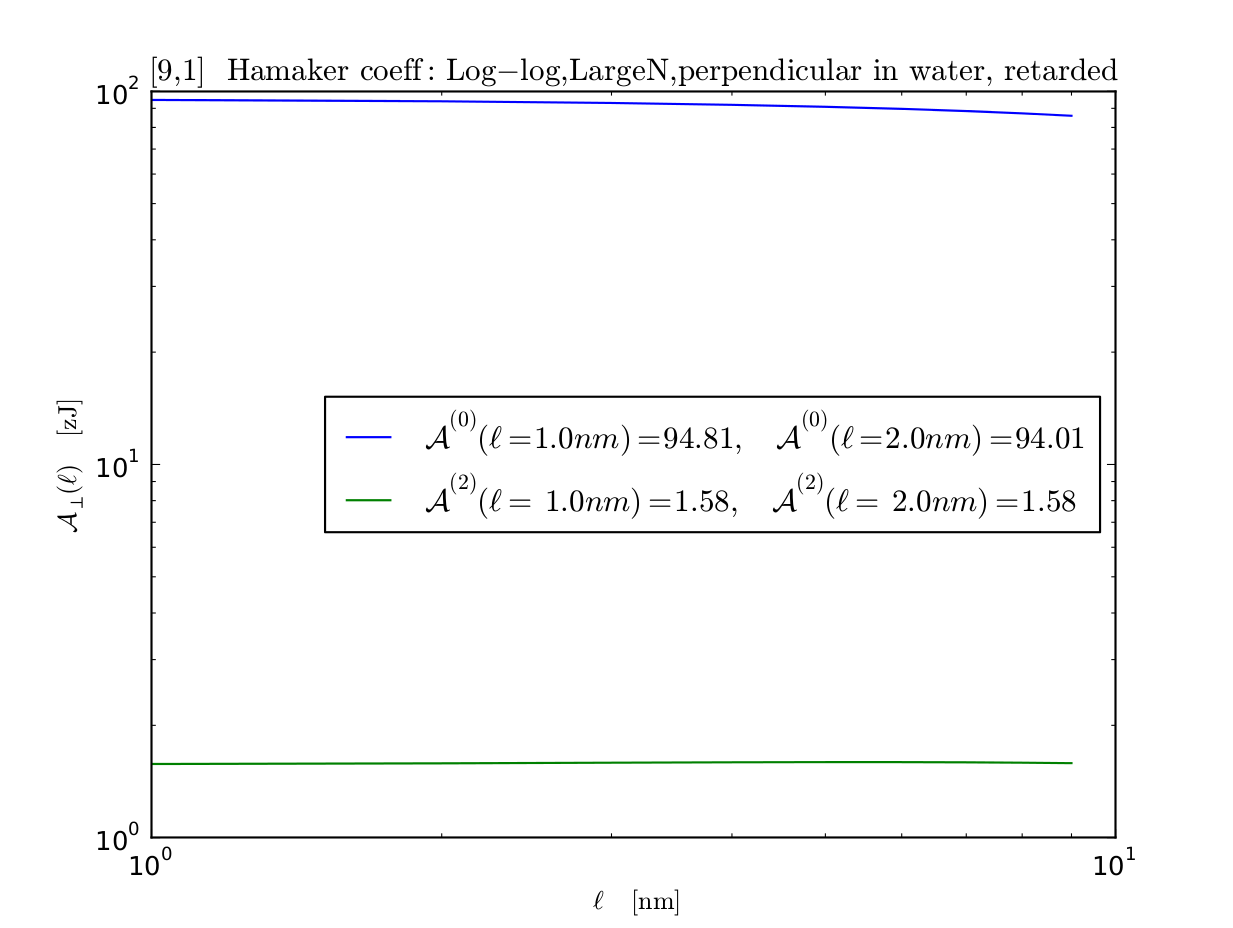 [9,1] Hamaker coeff: Log−log,LargeN,perpendicular in water, retarded
10²
𝒜⊥(ℓ) [zJ]
𝒜⁽⁰⁾(ℓ=1.0nm)=94.81, 𝒜⁽⁰⁾(ℓ=2.0nm)=94.01
10¹
𝒜⁽²⁾(ℓ= 1.0nm)=1.58, 𝒜⁽²⁾(ℓ= 2.0nm)=1.58
10⁰
10⁰ 10¹
ℓ [nm]